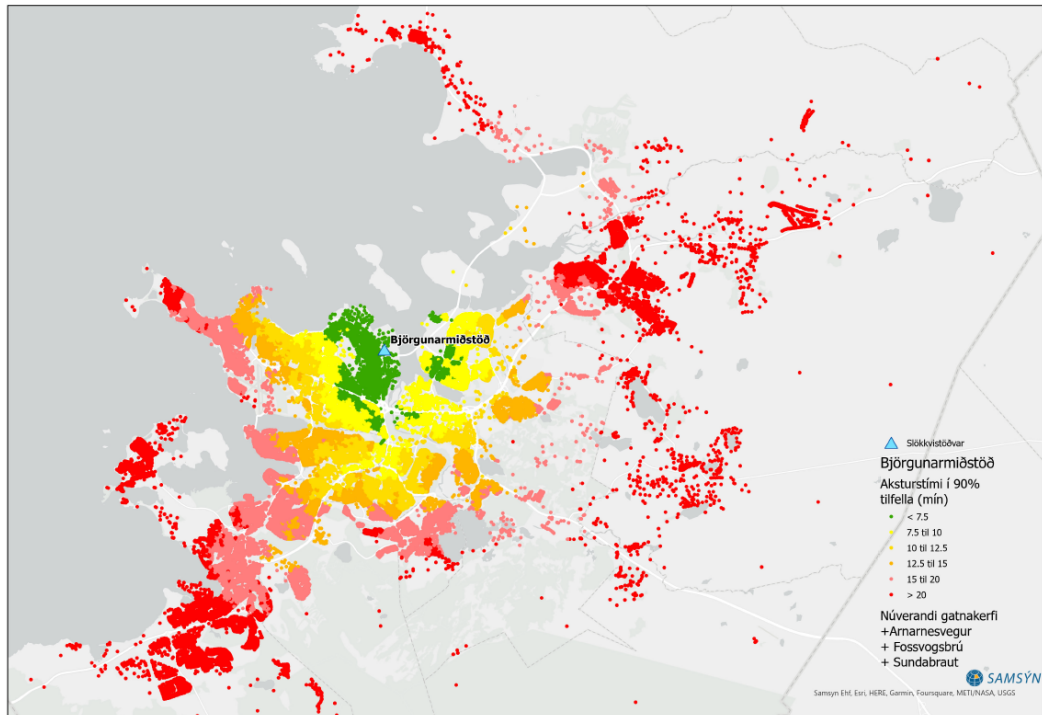 Björgunarmiðstöð
Slökkvistöðvar
Björgunarmiðstöð
Aksturstími í 90%
tilfella (mín)
< 7.5
7.5 til 10
10 til 12.5
12.5 til 15
15 til 20
> 20
Núverandi gatnakerfi
+Arnarnesvegur
+ Fossvogsbrú
+ Sundabraut
SAMSÝN
Samsyn Ehf, Esri, HERE, Garmin, Foursquare, METI/NASA, USGS